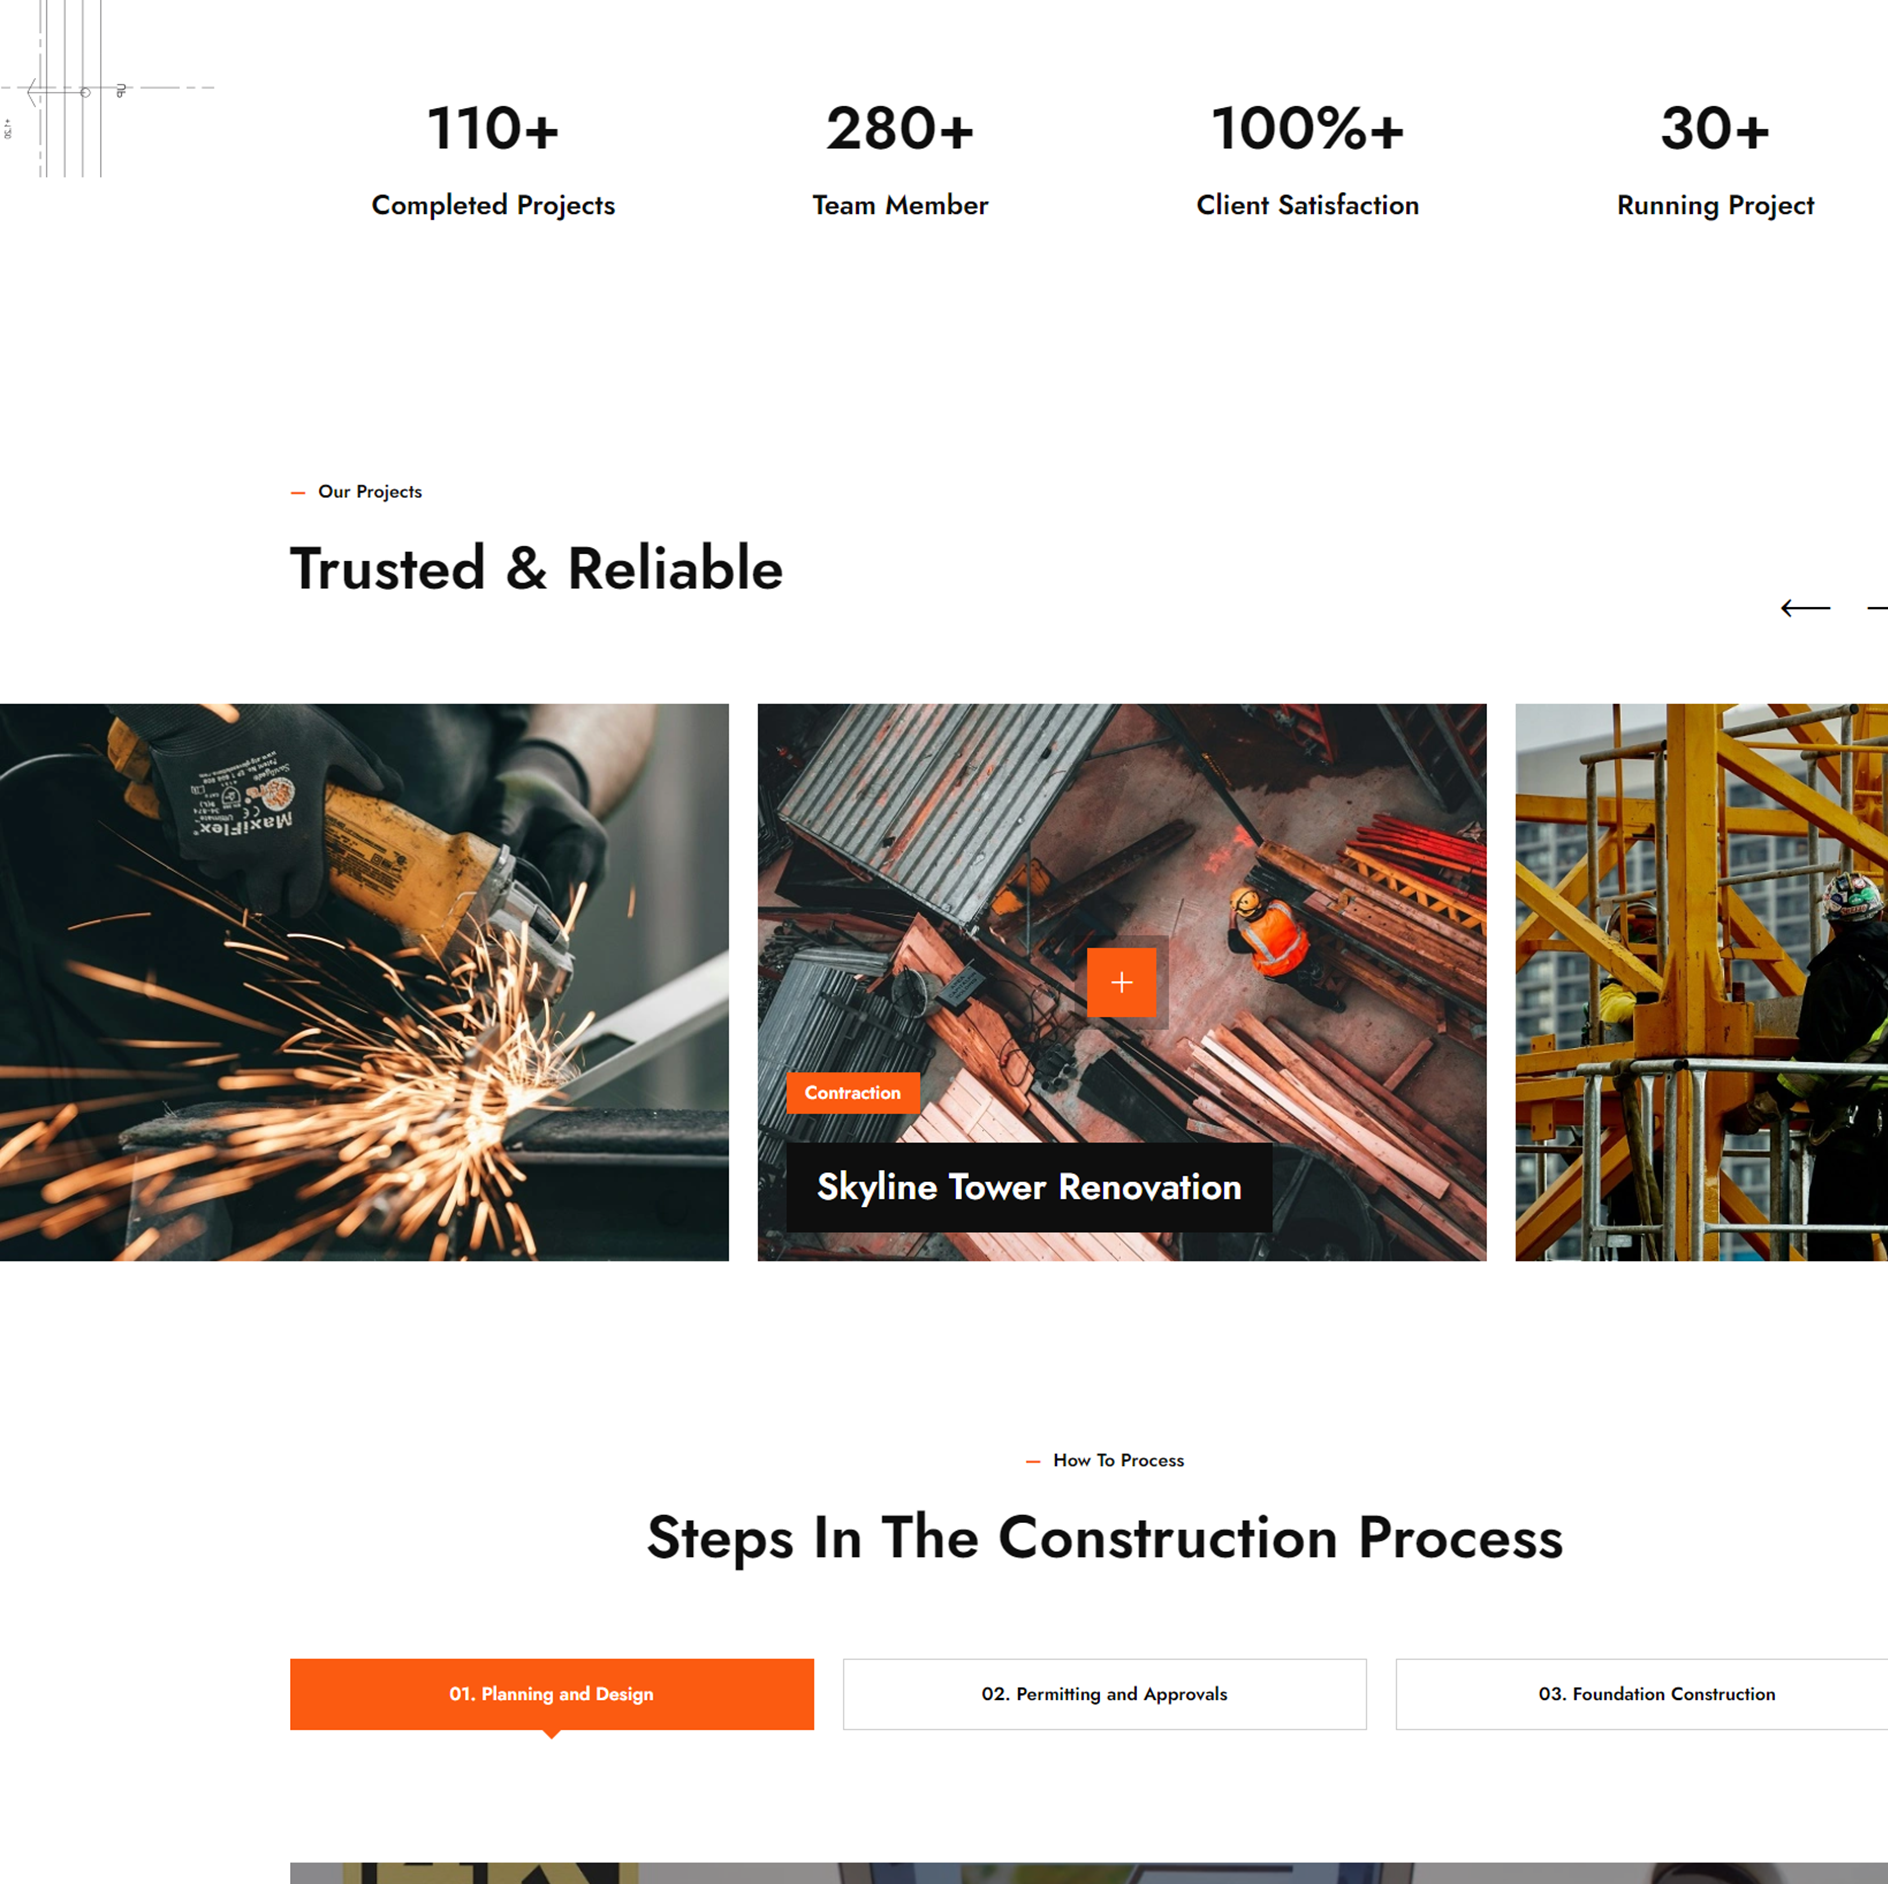 UP
110+
280+
100%+
30+
Completed Projects
Team Member
Client Satisfaction
Running Project
Our Projects
Trusted & Reliable
MaxiFlex®
Ultimate™
Contraction
Skyline Tower Renovation
How To Process
Steps In The Construction Process
01. Planning and Design
02. Permitting and Approvals
03. Foundation Construction